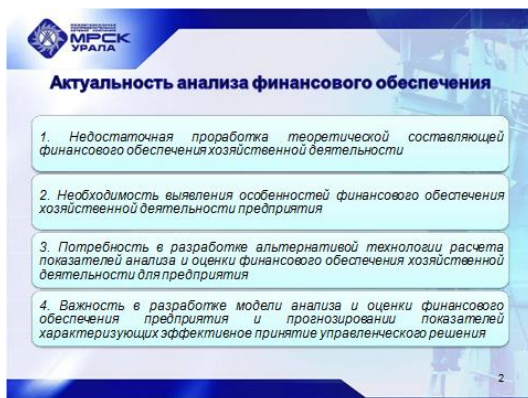 МРСК
УРАЛА
Актуальность анализа финансового обеспечения
1. Недостаточная проработка теоретической составляющей
финансового обеспечения хозяйственной деятельности
2. Необходимость выявления особенностей финансового обеспечения
хозяйственной деятельности предприятия
3. Потребность в разработке альтернативой технологии расчета
показателей анализа и оценки финансового обеспечения хозяйственной
деятельности для предприятия
4. Важность в разработке модели анализа и оценки финансового
обеспечения предприятия и прогнозировании показателей
характеризующих эффективное принятие управленческого решения
2